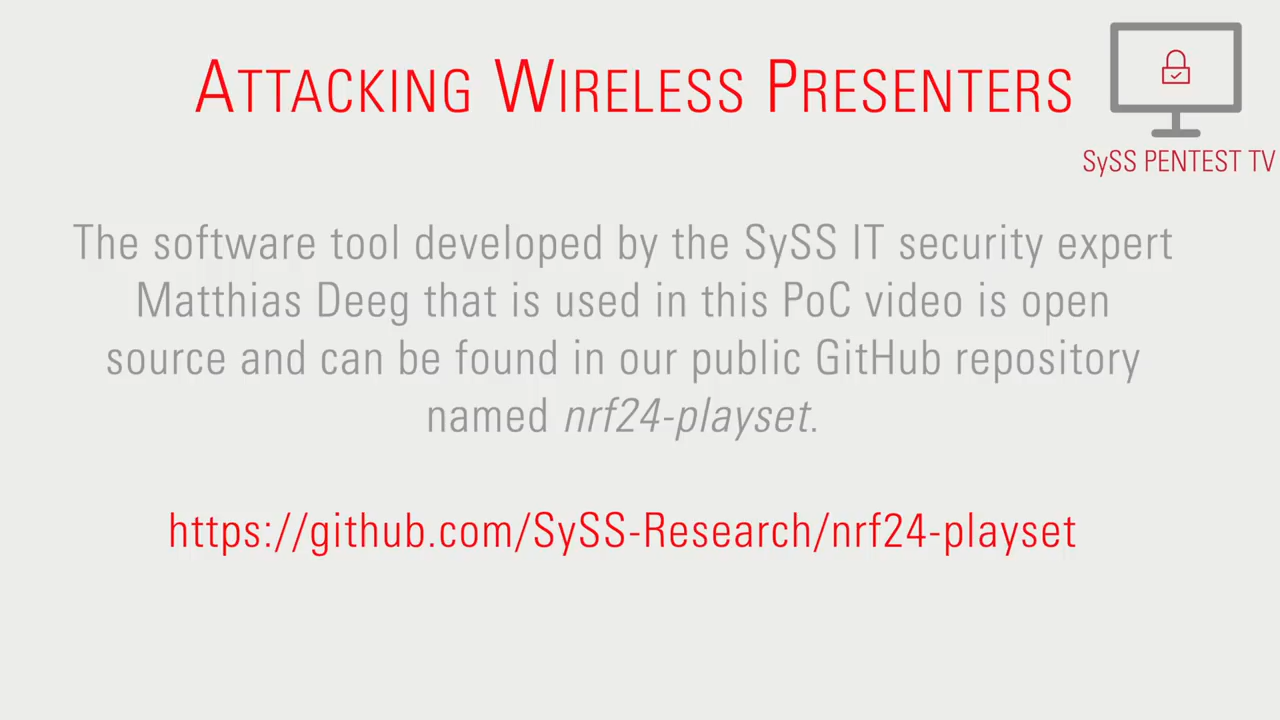 ATTACKING WIRELESS PRESENTERS
SySS PENTEST TV
The software tool developed by the SySS IT security expert
Matthias Deeg that is used in this PoC video is open
source and can be found in our public GitHub repository
named nrf24-playset.
https://github.com/SySS-Research/nrf24-playset